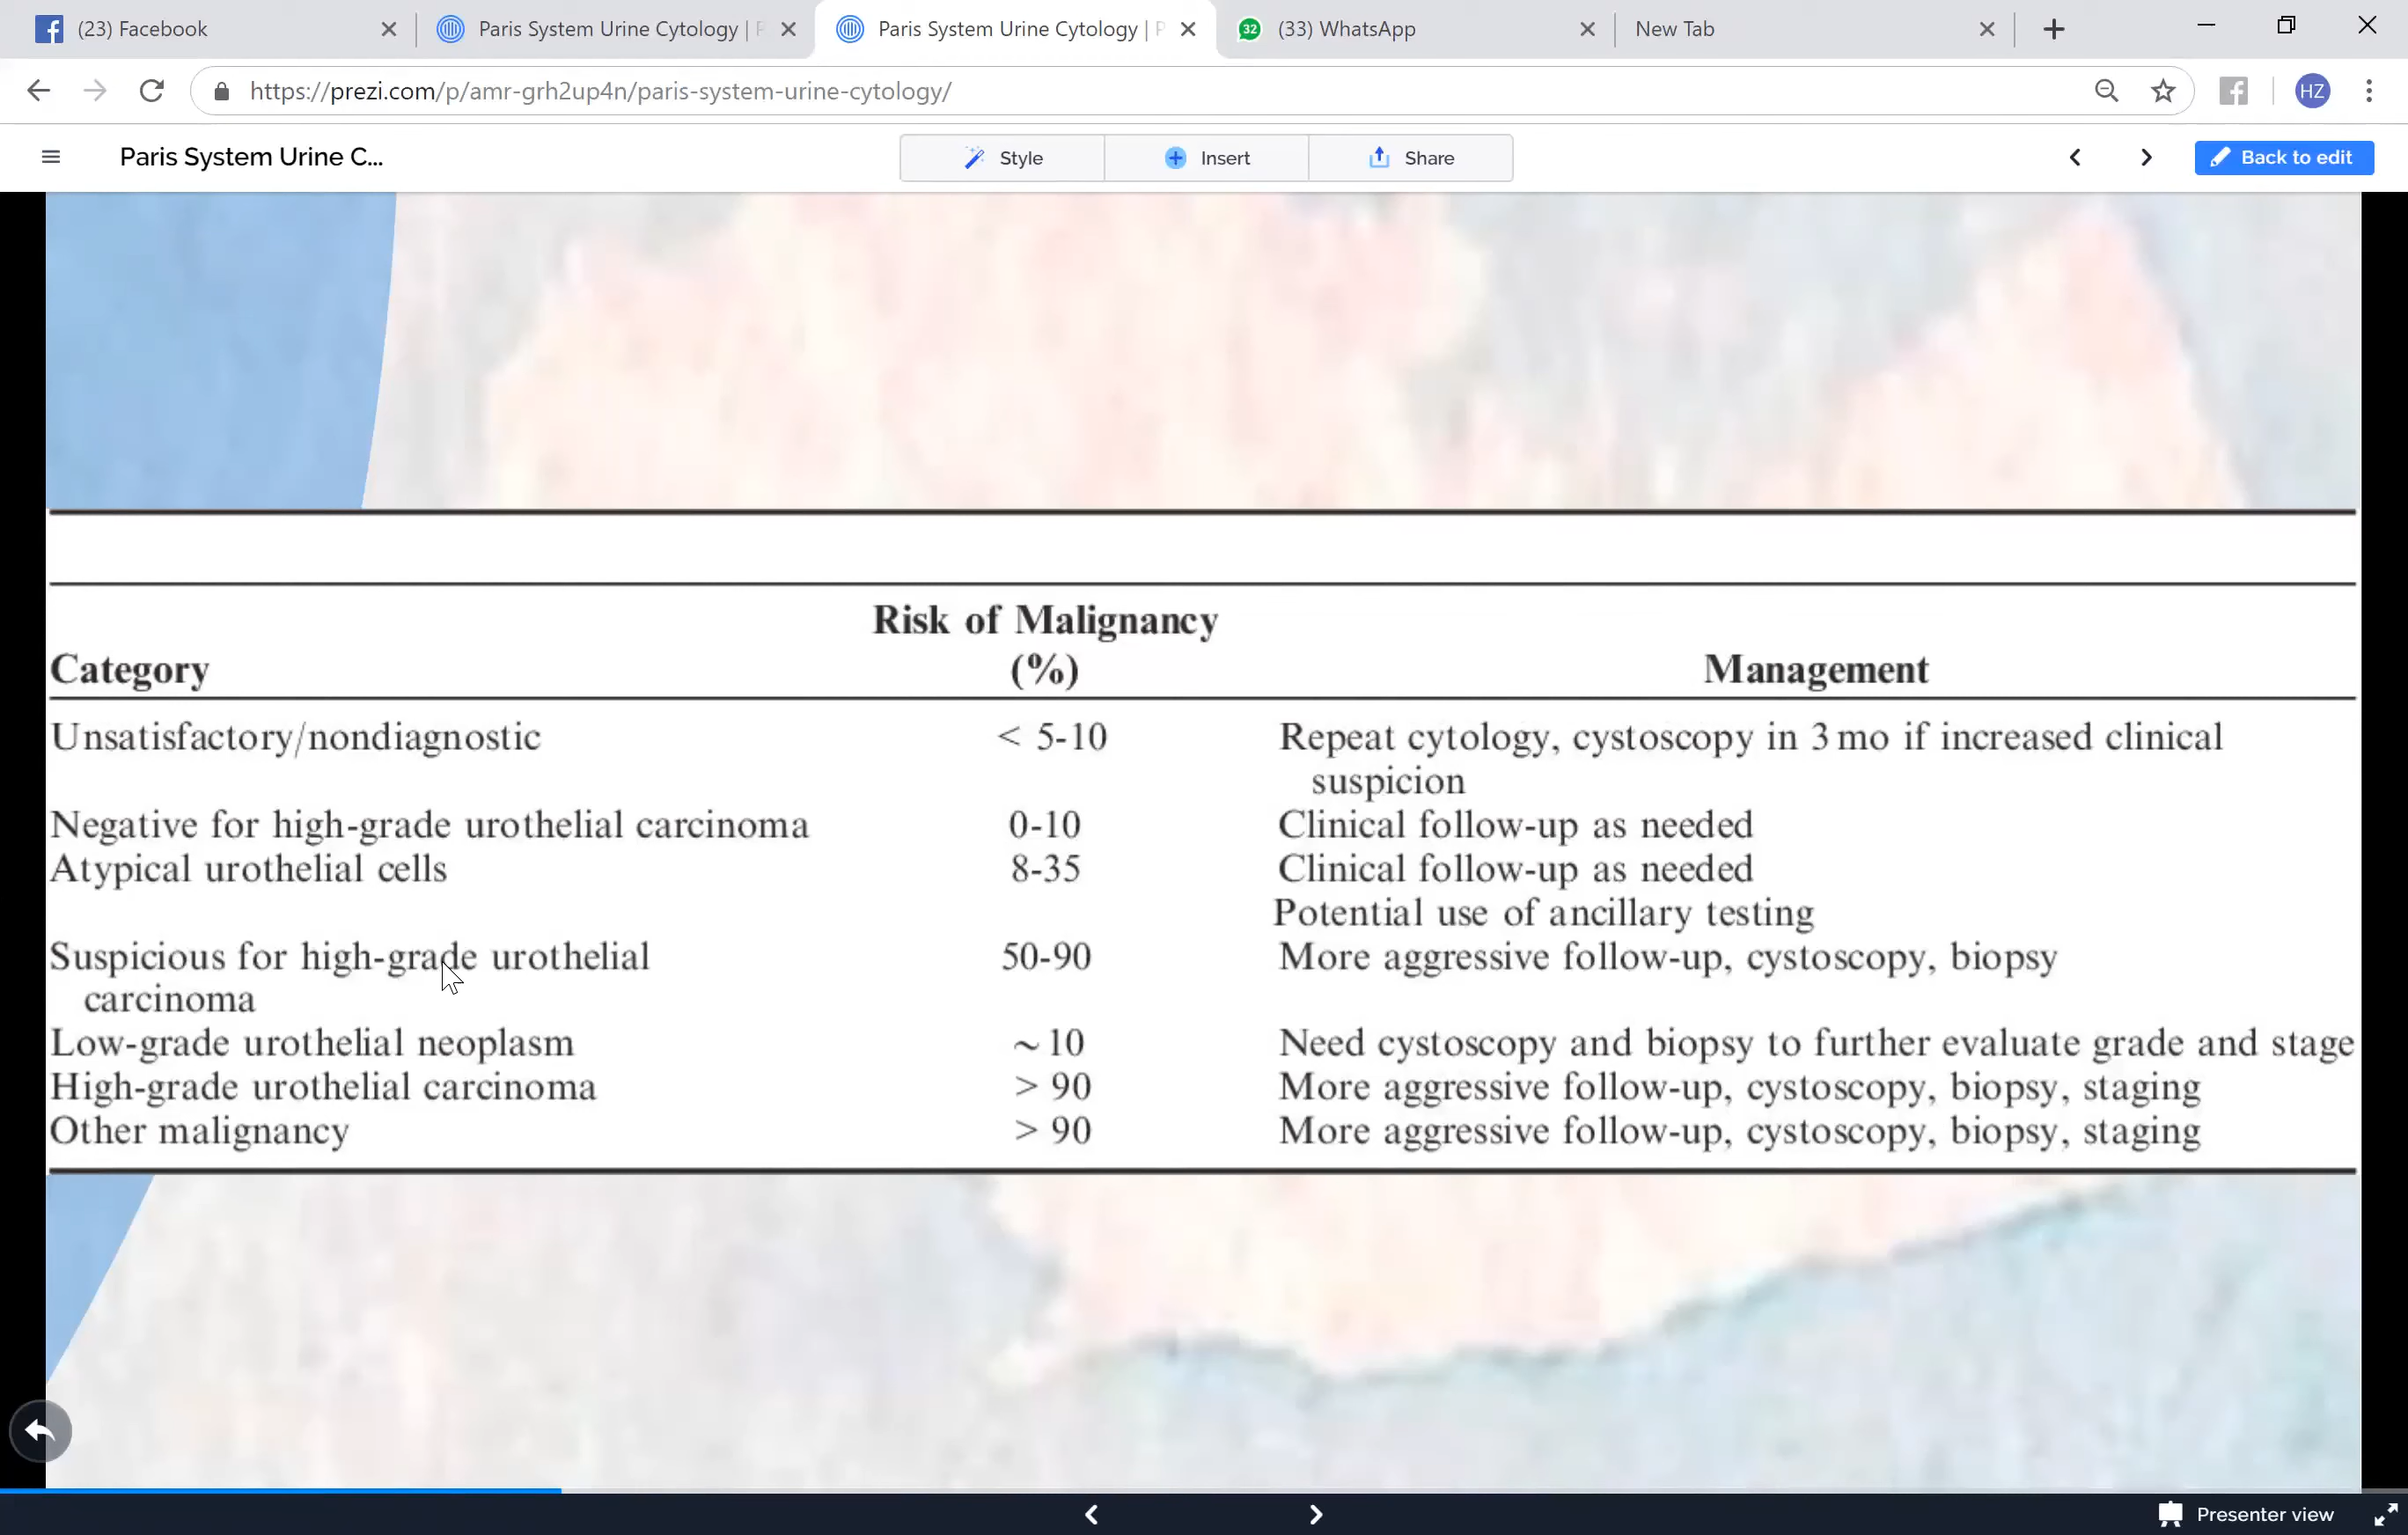 (23) Facebook
Paris System Urine Cytology | P
Paris System Urine Cytology | P
32
(33) WhatsApp
New Tab
https://prezi.com/p/amr-grh2up4n/paris-system-urine-cytology/
HZ
Paris System Urine C...
Style
Insert
Share
Back to edit
Risk of Malignancy
Category (%) Management
Unsatisfactory/nondiagnostic < 5-10 Repeat cytology, cystoscopy in 3 mo if increased clinical
suspicion
Negative for high-grade urothelial carcinoma 0-10 Clinical follow-up as needed
Atypical urothelial cells 8-35 Clinical follow-up as needed
Potential use of ancillary testing
Suspicious for high-grade urothelial 50-90 More aggressive follow-up, cystoscopy, biopsy
carcinoma
Low-grade urothelial neoplasm ~ 10 Need cystoscopy and biopsy to further evaluate grade and stage
High-grade urothelial carcinoma > 90 More aggressive follow-up, cystoscopy, biopsy, staging
Other malignancy > 90 More aggressive follow-up, cystoscopy, biopsy, staging
Presenter view